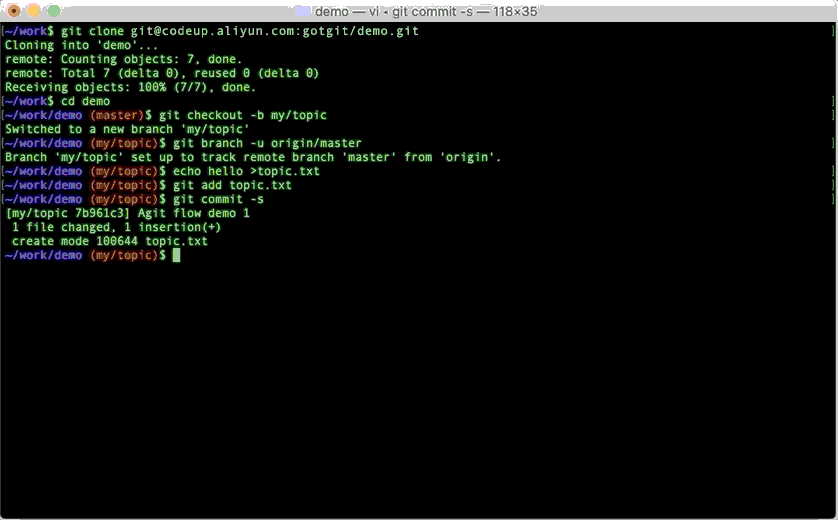 demo — vi • git commit -s — 118×35
[~/work$ git clone git@codeup.aliyun.com:gotgit/demo.git ]
Cloning into 'demo'...
remote: Counting objects: 7, done.
remote: Total 7 (delta 0), reused 0 (delta 0)
Receiving objects: 100% (7/7), done.
[~/work$ cd demo ]
[~/work/demo (master)$ git checkout -b my/topic ]
Switched to a new branch 'my/topic'
[~/work/demo (my/topic)$ git branch -u origin/master ]
Branch 'my/topic' set up to track remote branch 'master' from 'origin'.
[~/work/demo (my/topic)$ echo hello >topic.txt ]
[~/work/demo (my/topic)$ git add topic.txt ]
[~/work/demo (my/topic)$ git commit -s ]
[my/topic 7b961c3] Agit flow demo 1
1 file changed, 1 insertion(+)
create mode 100644 topic.txt
~/work/demo (my/topic)$